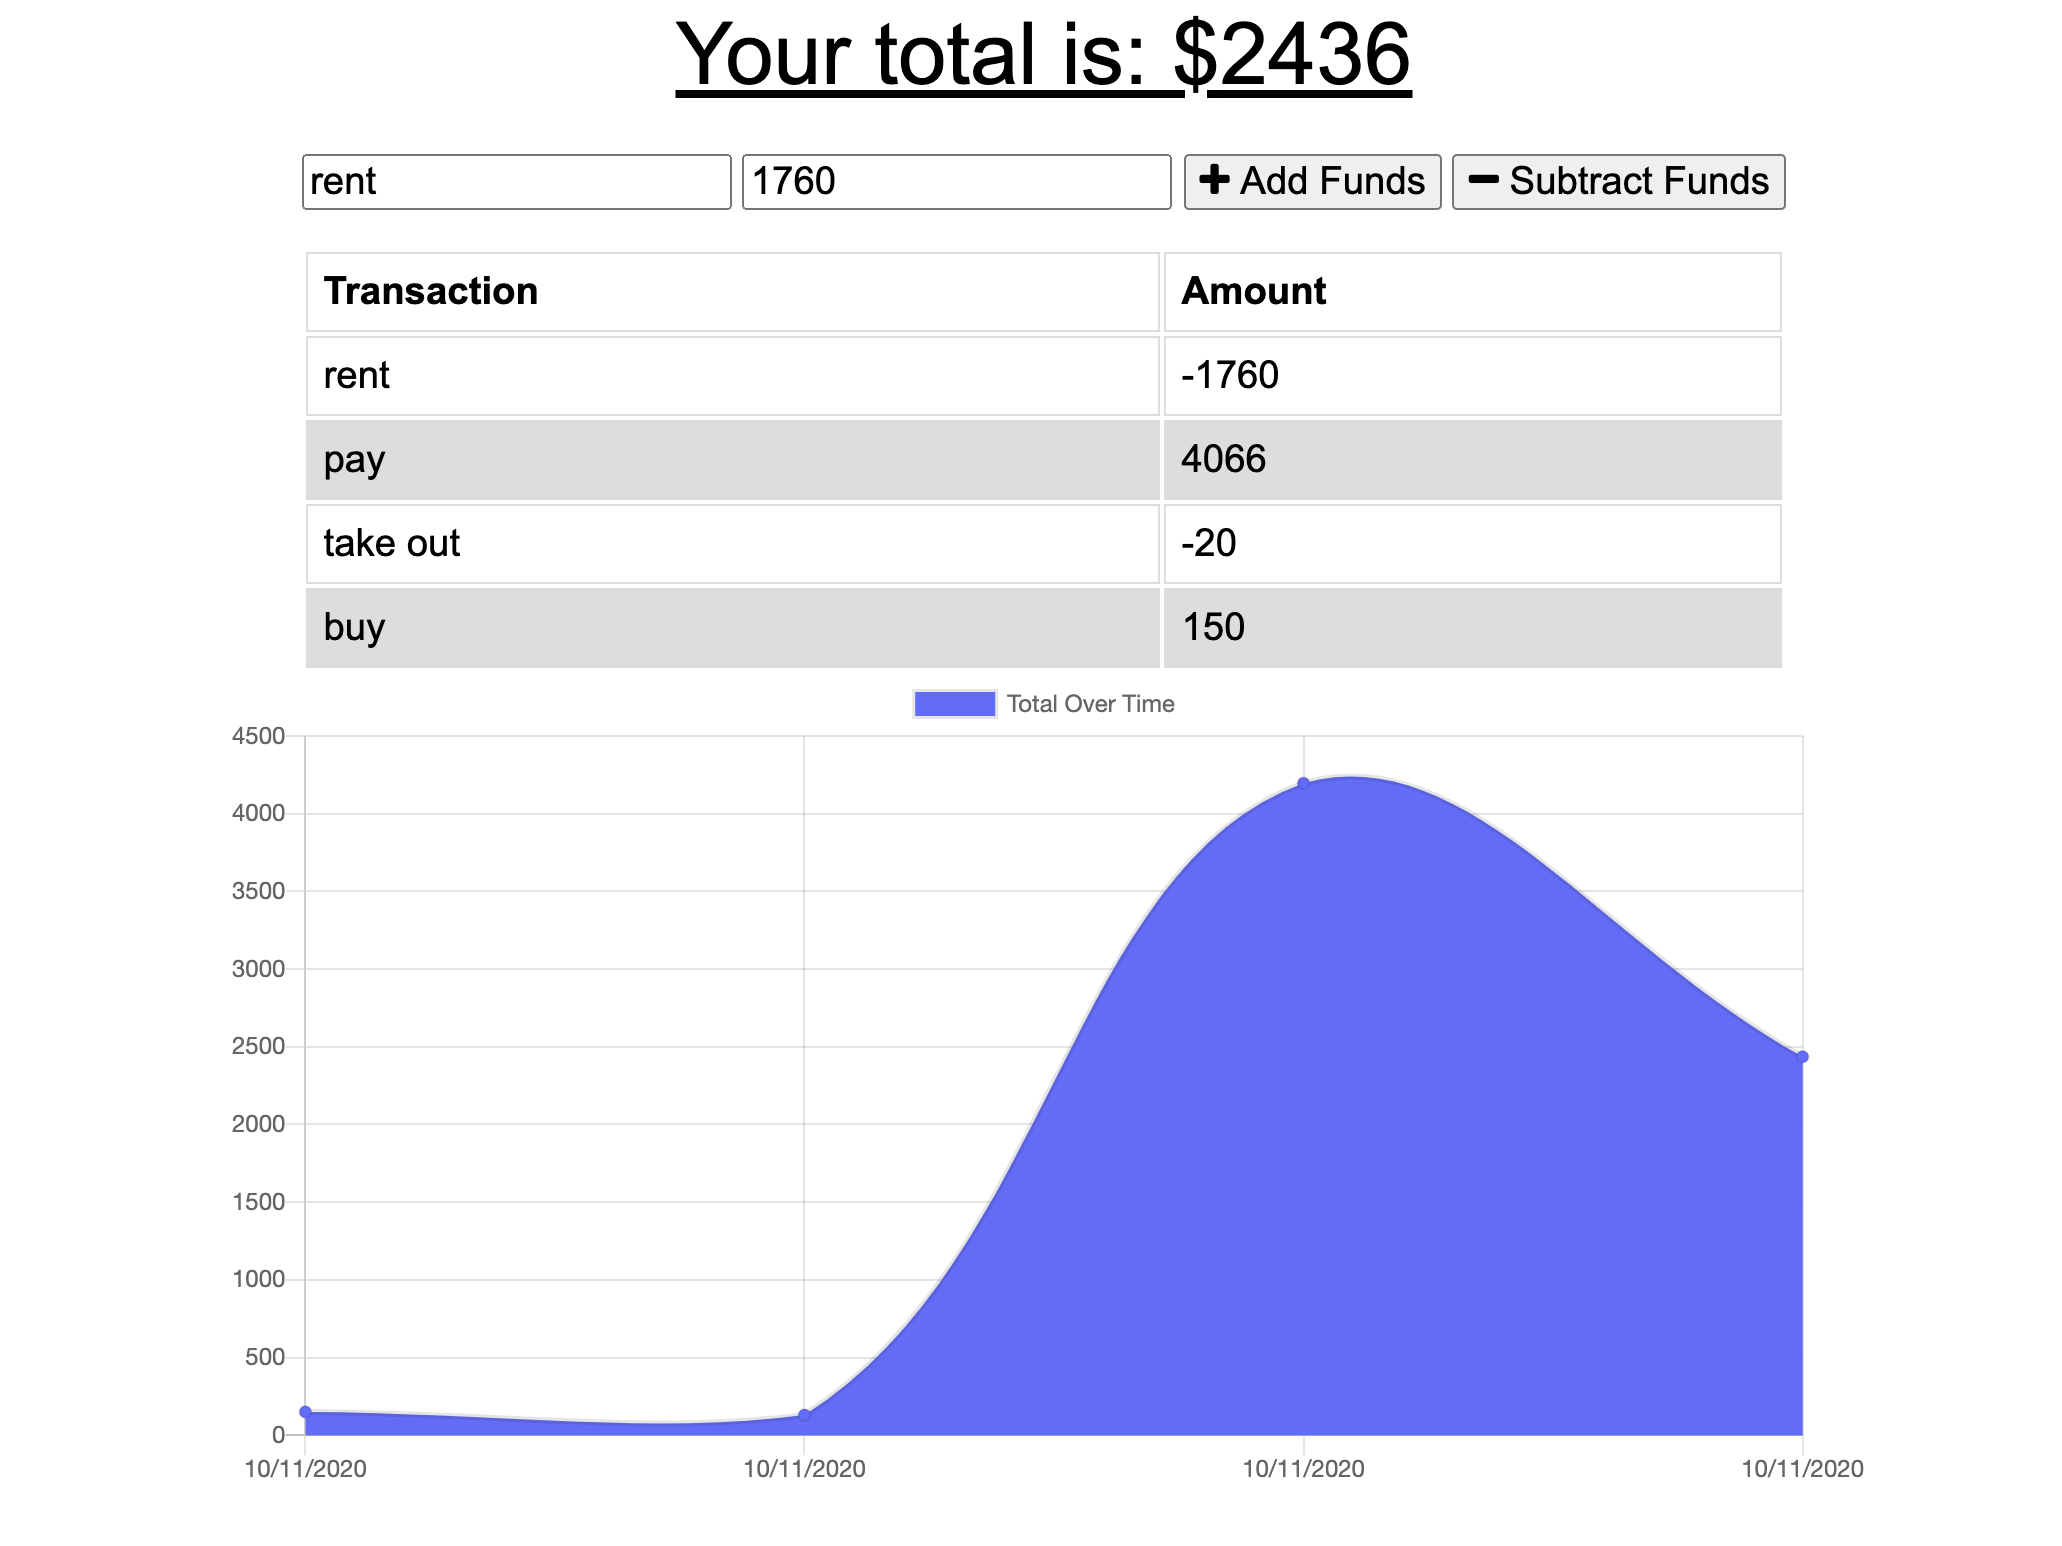 Your total is: $2436
rent 1760 Add Funds Subtract Funds
Transaction Amount
rent -1760
pay 4066
take out -20
buy 150
Total Over Time
4500
4000
3500
3000
2500
2000
1500
1000
500
0
10/11/2020 10/11/2020 10/11/2020 10/11/2020